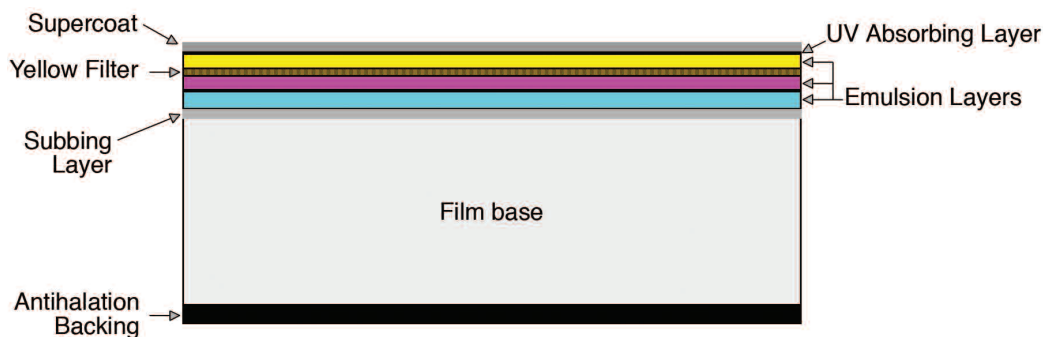 Supercoat
UV Absorbing Layer
Yellow Filter
Emulsion Layers
Subbing
Layer
Film base
Antihalation
Backing